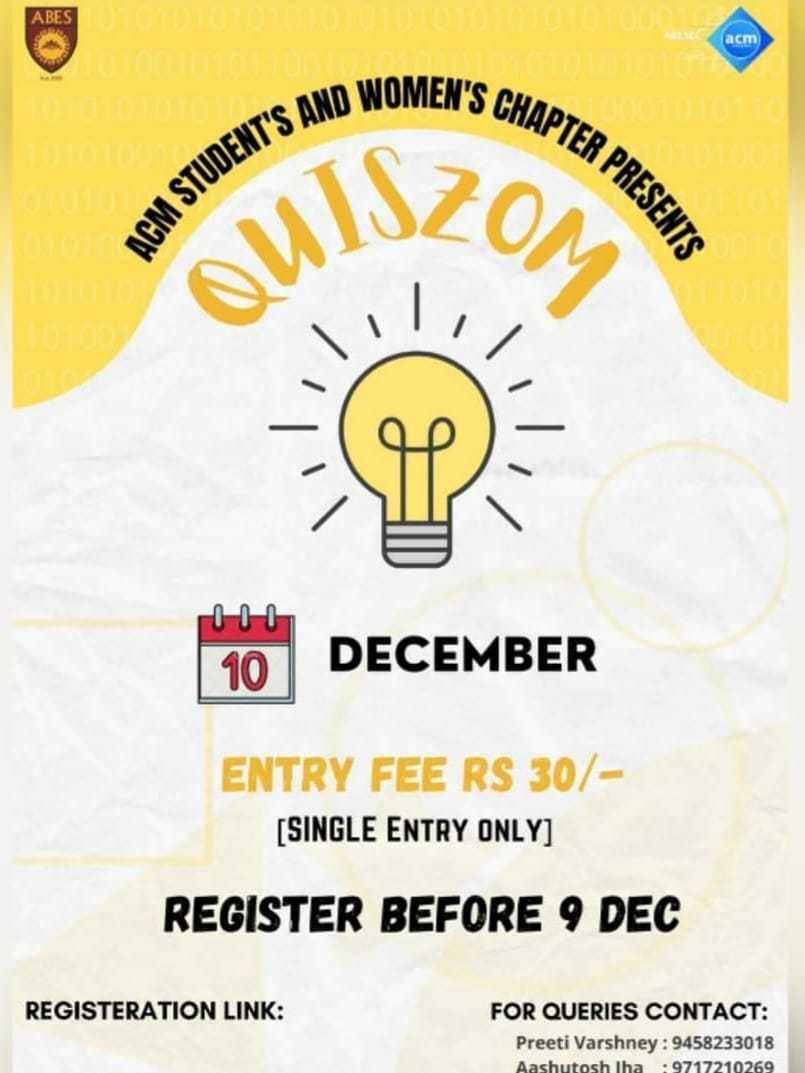 ABES
acm
ACM STUDENT'S AND WOMEN'S CHAPTER PRESENTS
QUISZOM
10
DECEMBER
ENTRY FEE RS 30/-
[SINGLE ENTRY ONLY]
REGISTER BEFORE 9 DEC
REGISTERATION LINK:
FOR QUERIES CONTACT:
Preeti Varshney : 9458233018
Aashutosh Jha : 9717210269